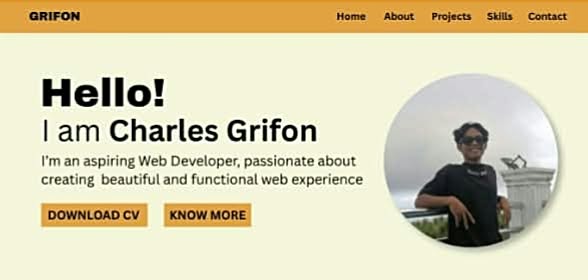 GRIFON
Home About Projects Skills Contact
Hello!
I am Charles Grifon
I'm an aspiring Web Developer, passionate about
creating beautiful and functional web experience
DOWNLOAD CV KNOW MORE